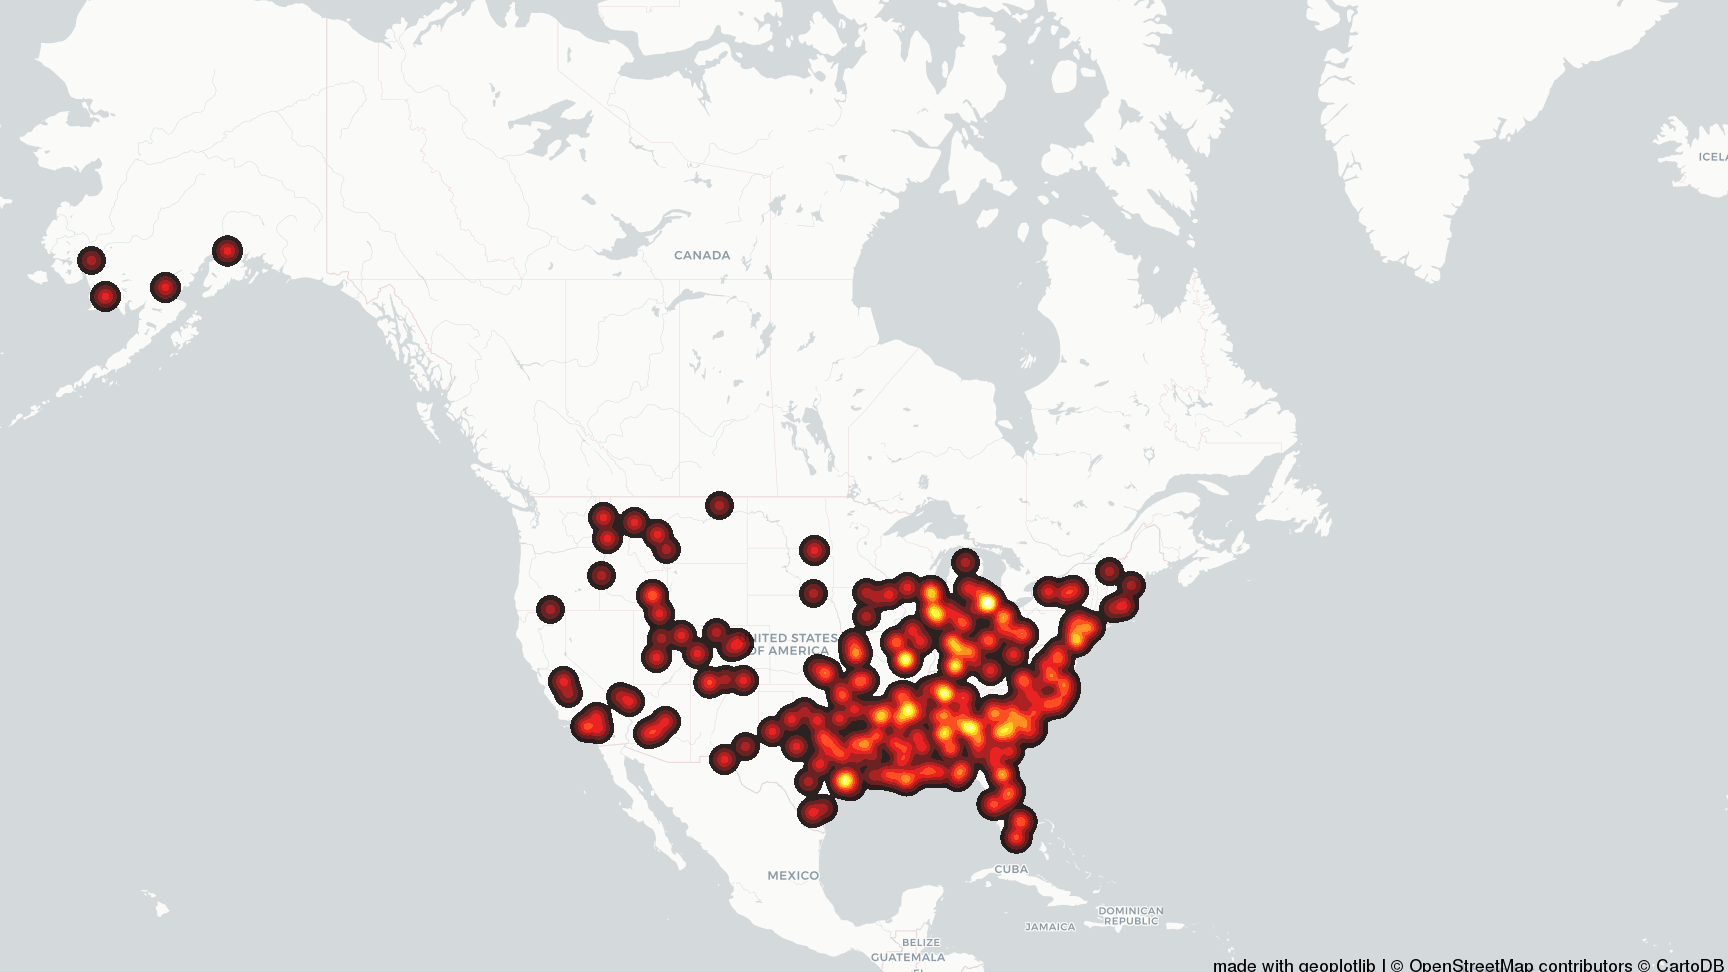 ICELA
CANADA
NITED STATES
OF AMERICA
MEXICO
CUBA
DOMINICAN
REPUBLIC
JAMAICA
BELIZE
GUATEMALA
EL
made with geoplotlib | © OpenStreetMap contributors © CartoDB